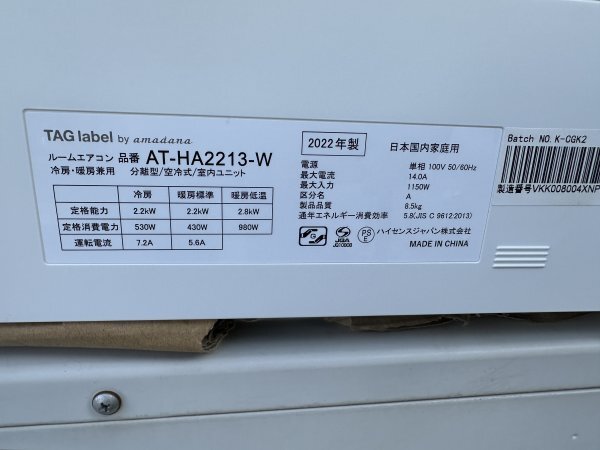 TAG label by amadana
ルームエアコン 品番 AT-HA2213-W
冷房・暖房兼用 分離型/空冷式/室内ユニット
冷房 暖房標準 暖房低温
定格能力 2.2kW 2.2kW 2.8kW
定格消費電力 530W 430W 980W
運転電流 7.2A 5.6A
2022年製 日本国内家庭用
電源 単相 100V 50/60Hz
最大電流 14.0A
最大入力 1150W
区分名 A
製品品質 8.5kg
通年エネルギー消費効率 5.8(JIS C 9612:2013)
G JQA JG10808 PS E ハイセンスジャパン株式会社
MADE IN CHINA
Batch NO. K-CGK2
製造番号VKK008004XNP